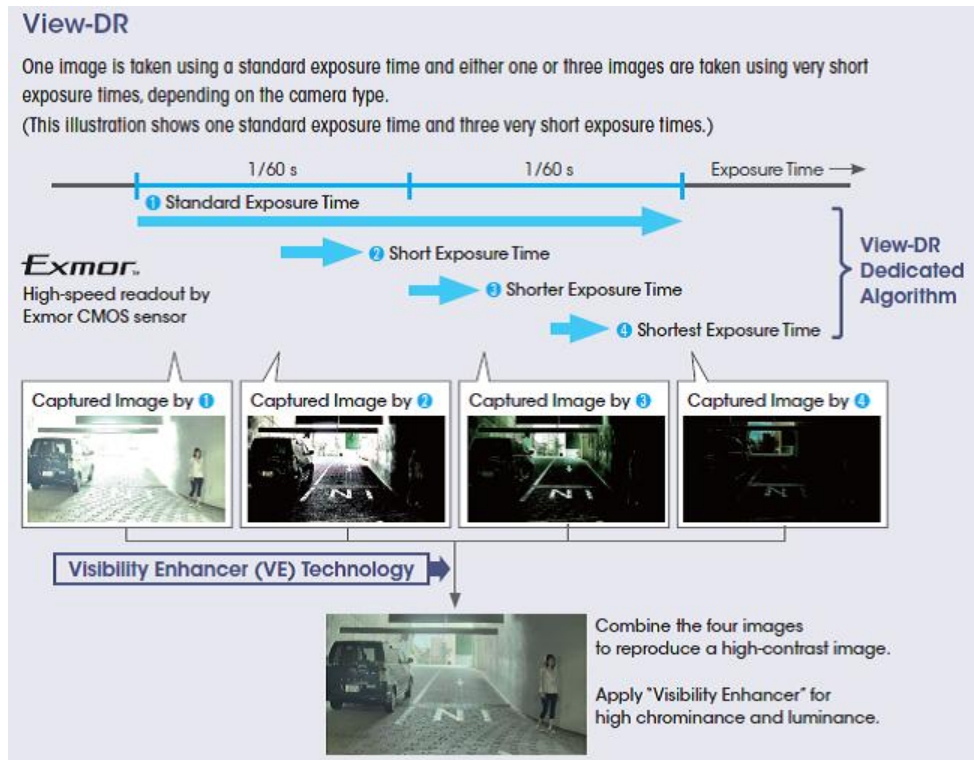 View-DR
One image is taken using a standard exposure time and either one or three images are taken using very short
exposure times, depending on the camera type.
(This illustration shows one standard exposure time and three very short exposure times.)
1/60 s
1/60 s
Exposure Time
1 Standard Exposure Time
2 Short Exposure Time
3 Shorter Exposure Time
4 Shortest Exposure Time
View-DR
Dedicated
Algorithm
Exmor™
High-speed readout by
Exmor CMOS sensor
Captured Image by 1
Captured Image by 2
Captured Image by 3
Captured Image by 4
IN
IN
IN
Visibility Enhancer (VE) Technology
IN
Combine the four images
to reproduce a high-contrast image.
Apply "Visibility Enhancer" for
high chrominance and luminance.